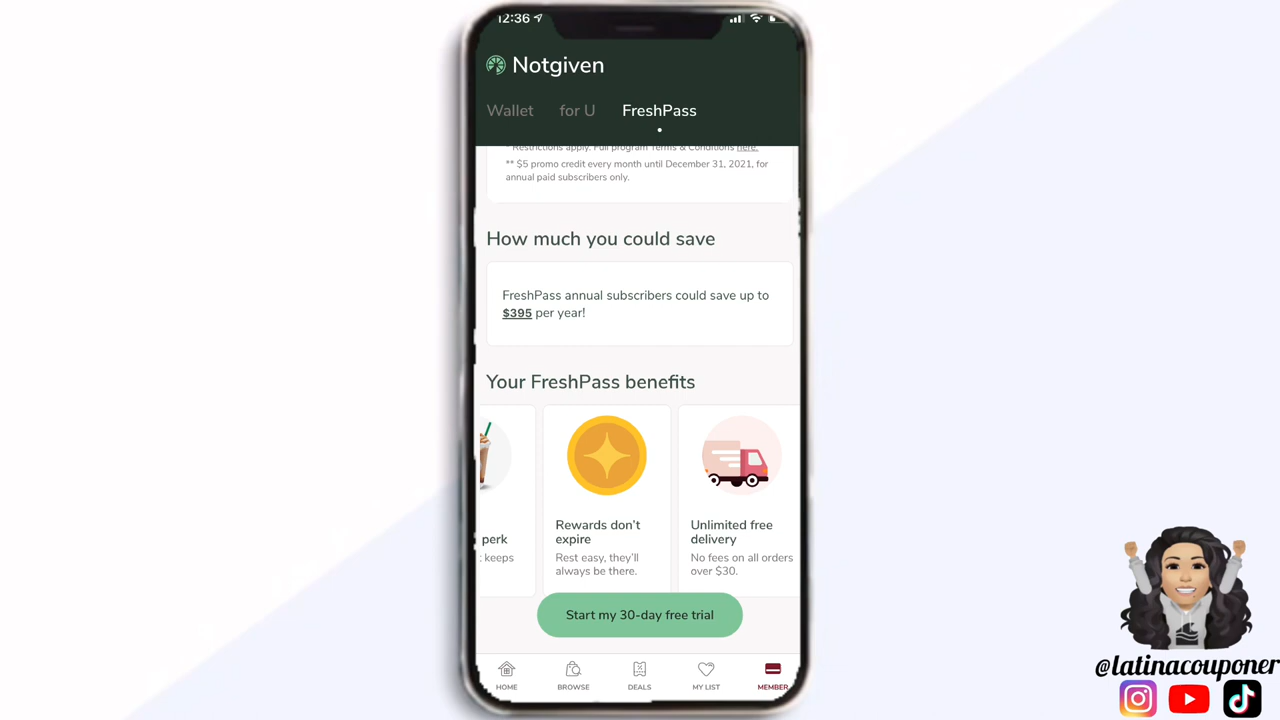 12:36
Notgiven
Wallet for U FreshPass
* Restrictions apply. Full program Terms & Conditions here.
** $5 promo credit every month until December 31, 2021, for
annual paid subscribers only.
How much you could save
FreshPass annual subscribers could save up to
$395 per year!
Your FreshPass benefits
perk
keeps
Rewards don't
expire
Rest easy, they'll
always be there.
Unlimited free
delivery
No fees on all orders
over $30.
Start my 30-day free trial
HOME BROWSE DEALS MY LIST MEMBER
@latinacouponer